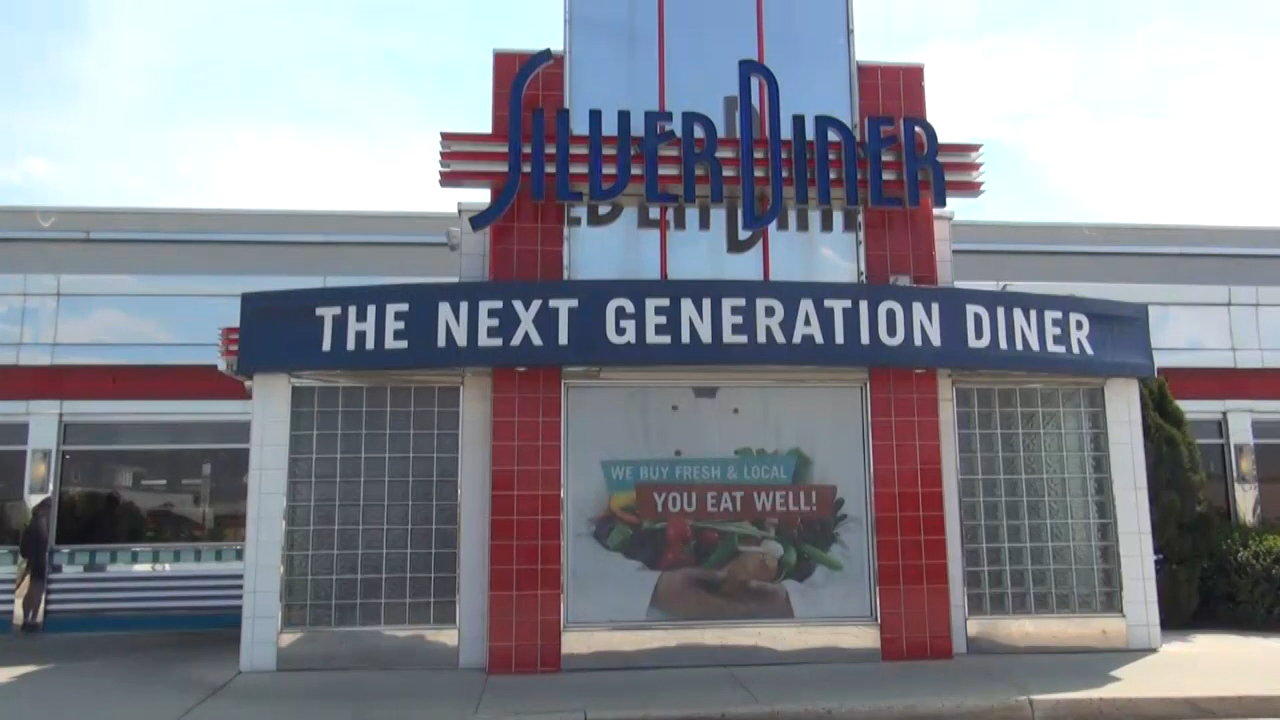 SILVER DINER
THE NEXT GENERATION DINER
WE BUY FRESH & LOCAL
YOU EAT WELL!